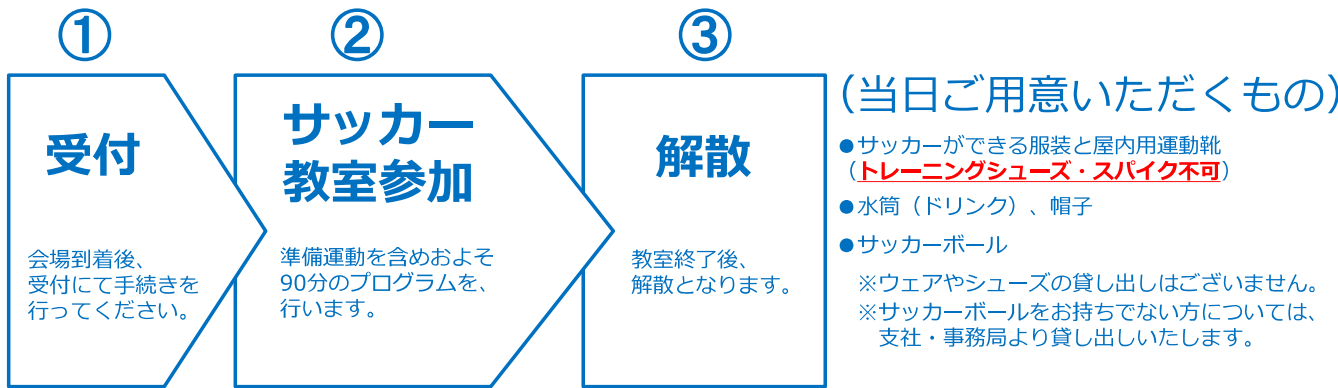 ①
受付
会場到着後、
受付にて手続きを
行ってください。
②
サッカー
教室参加
準備運動を含めおよそ
90分のプログラムを、
行います。
③
解散
教室終了後、
解散となります。
（当日ご用意いただくもの）
●サッカーができる服装と屋内用運動靴
（トレーニングシューズ・スパイク不可）
●水筒（ドリンク）、帽子
●サッカーボール
※ウェアやシューズの貸し出しはございません。
※サッカーボールをお持ちでない方については、
支社・事務局より貸し出しいたします。